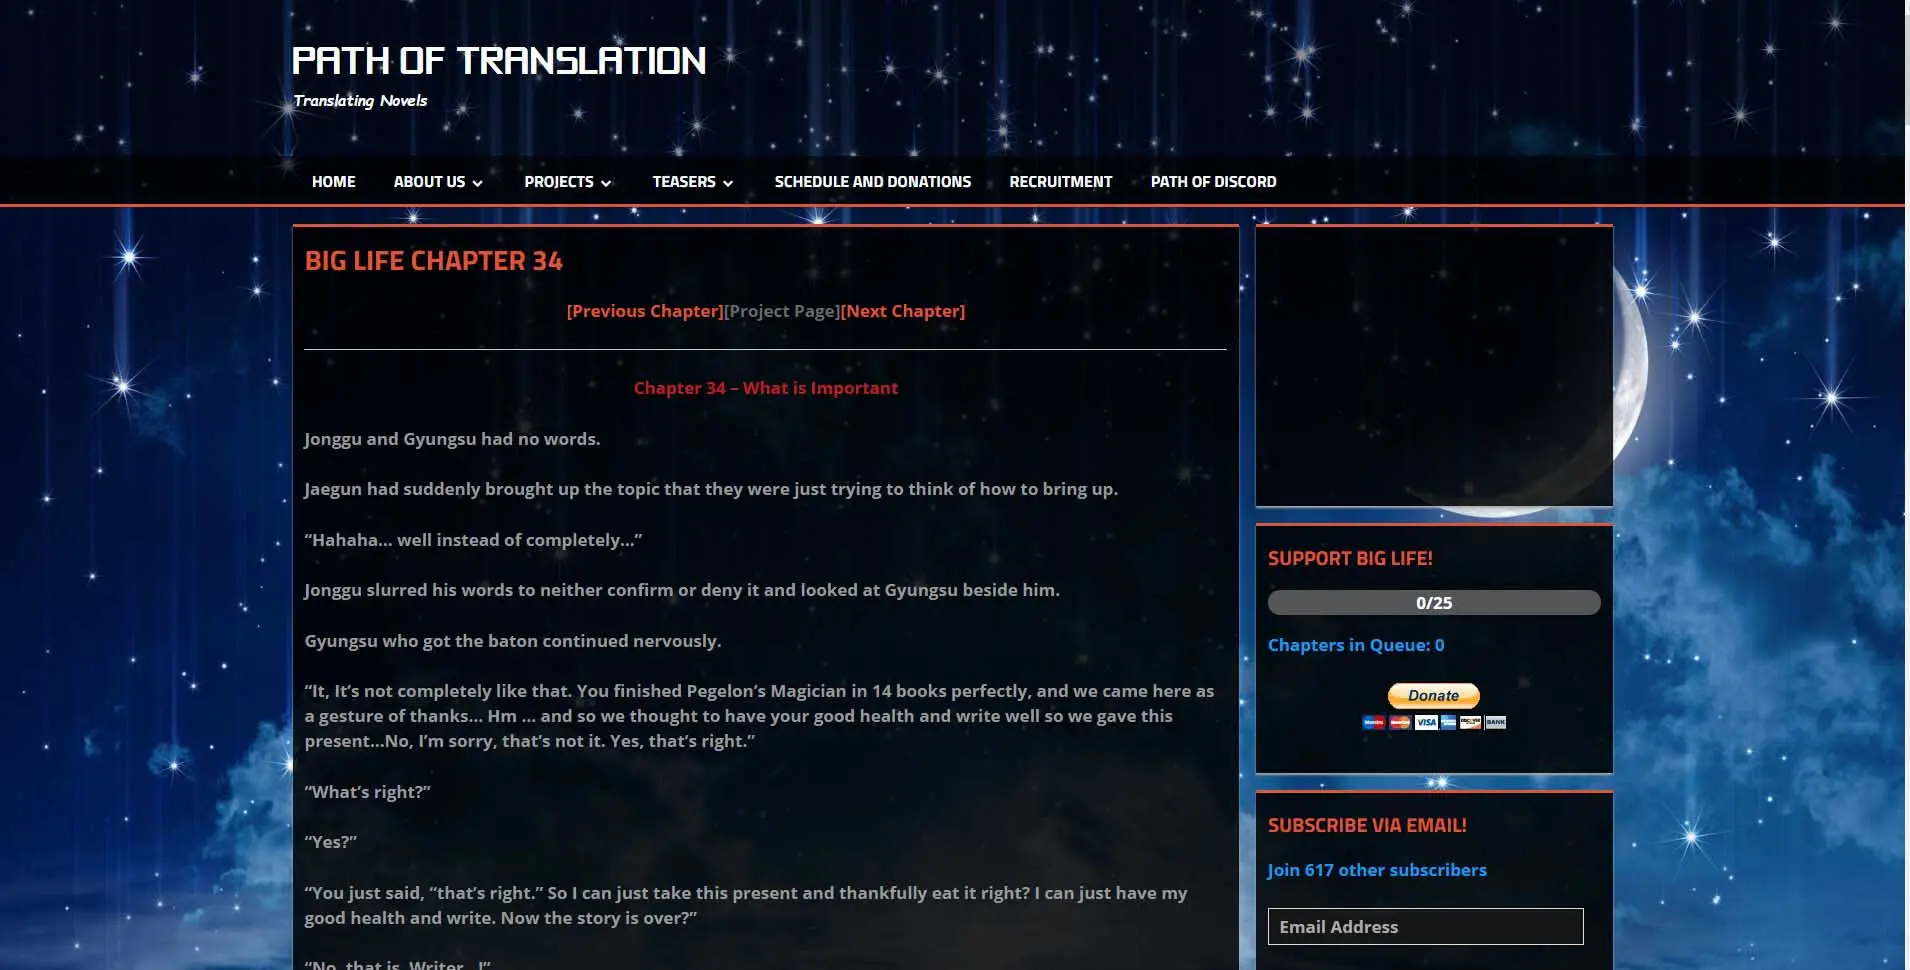 PATH OF TRANSLATION
Translating Novels
HOME ABOUT US PROJECTS TEASERS SCHEDULE AND DONATIONS RECRUITMENT PATH OF DISCORD
BIG LIFE CHAPTER 34
[Previous Chapter][Project Page][Next Chapter]
Chapter 34 – What is Important
Jonggu and Gyungsu had no words.
Jaegun had suddenly brought up the topic that they were just trying to think of how to bring up.
“Hahaha… well instead of completely…”
Jonggu slurred his words to neither confirm or deny it and looked at Gyungsu beside him.
Gyungsu who got the baton continued nervously.
“It, It’s not completely like that. You finished Pegelon’s Magician in 14 books perfectly, and we came here as
a gesture of thanks… Hm … and so we thought to have your good health and write well so we gave this
present…No, I’m sorry, that’s not it. Yes, that’s right.”
“What’s right?”
“Yes?”
“You just said, “that’s right.” So I can just take this present and thankfully eat it right? I can just have my
good health and write. Now the story is over?”
“No, that is, Writer…!”
SUPPORT BIG LIFE!
0/25
Chapters in Queue: 0
Donate
VISA
BANK
SUBSCRIBE VIA EMAIL!
Join 617 other subscribers
Email Address